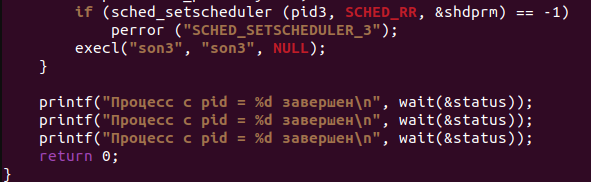 if (sched_setscheduler (pid3, SCHED_RR, &shdprm) == -1)
perror ("SCHED_SETSCHEDULER_3");
execl("son3", "son3", NULL);
}
printf("Процесс с pid = %d завершен\n", wait(&status));
printf("Процесс с pid = %d завершен\n", wait(&status));
printf("Процесс с pid = %d завершен\n", wait(&status));
return 0;
}